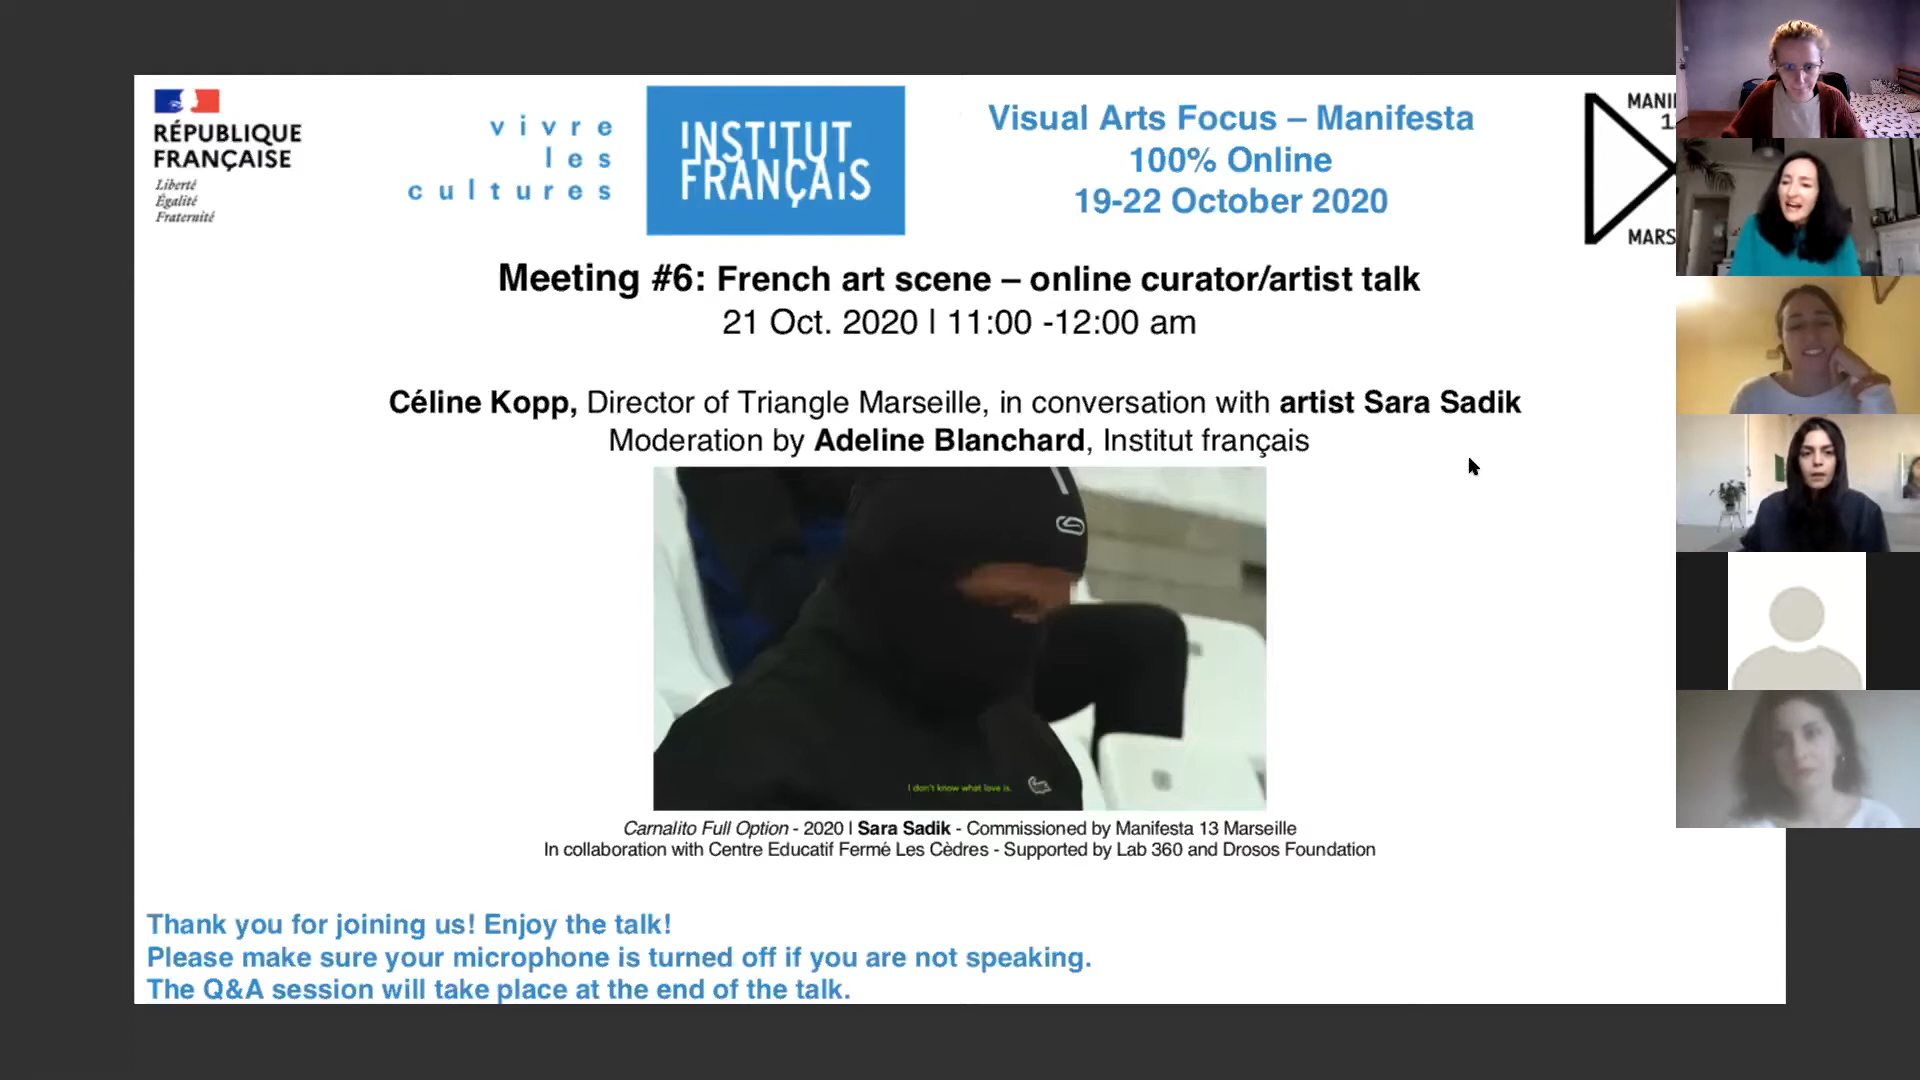 RÉPUBLIQUE
FRANÇAISE
Liberté
Égalité
Fraternité
vivre
les
cultures
INSTITUT
FRANÇAIS
Visual Arts Focus – Manifesta
100% Online
19-22 October 2020
MANI
1
MARS
Meeting #6: French art scene – online curator/artist talk
21 Oct. 2020 I 11:00 -12:00 am
Céline Kopp, Director of Triangle Marseille, in conversation with artist Sara Sadik
Moderation by Adeline Blanchard, Institut français
I don't know what love is.
Carnalito Full Option - 2020 I Sara Sadik - Commissioned by Manifesta 13 Marseille
In collaboration with Centre Educatif Fermé Les Cèdres - Supported by Lab 360 and Drosos Foundation
Thank you for joining us! Enjoy the talk!
Please make sure your microphone is turned off if you are not speaking.
The Q&A session will take place at the end of the talk.